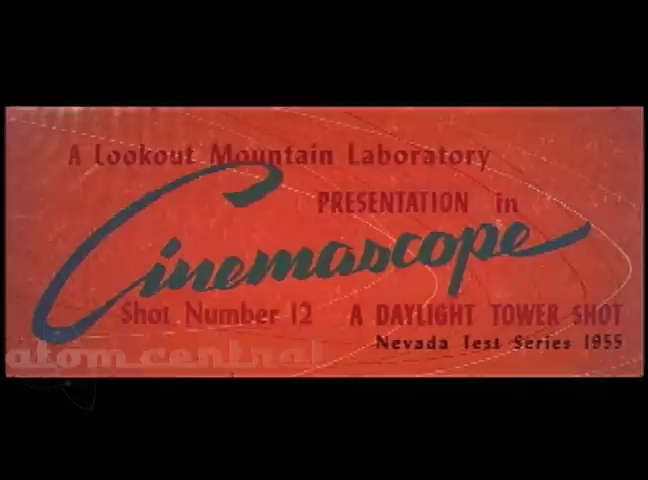 A Lookout Mountain Laboratory
PRESENTATION in
Cinemascope
Shot Number 12 A DAYLIGHT TOWER SHOT
Nevada Test Series 1955
atom central